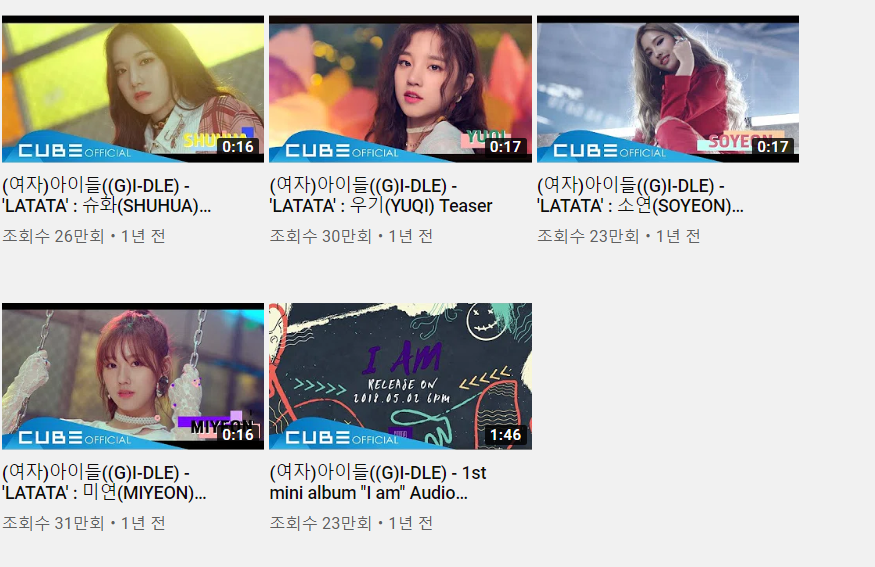 SHUHUA
CUBE OFFICIAL
0:16
YUQI
CUBE OFFICIAL
0:17
SOYEON
CUBE OFFICIAL
0:17
(여자)아이들((G)I-DLE) -
'LATATA' : 슈화(SHUHUA)...
조회수 26만회 • 1년 전
(여자)아이들((G)I-DLE) -
'LATATA' : 우기(YUQI) Teaser
조회수 30만회 • 1년 전
(여자)아이들((G)I-DLE) -
'LATATA' : 소연(SOYEON)...
조회수 23만회 • 1년 전
MIYEON
CUBE OFFICIAL
0:16
I AM
RELEASE ON
2018.05.02 6PM
CUBE OFFICIAL
1:46
(여자)아이들((G)I-DLE) -
'LATATA' : 미연(MIYEON)...
조회수 31만회 • 1년 전
(여자)아이들((G)I-DLE) - 1st
mini album "I am" Audio...
조회수 23만회 • 1년 전